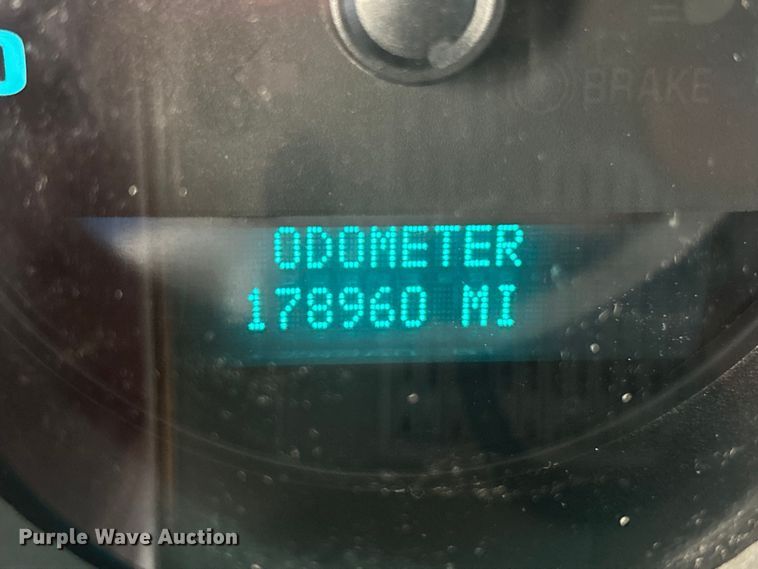 BRAKE
ODOMETER
178960 MI
Purple Wave Auction